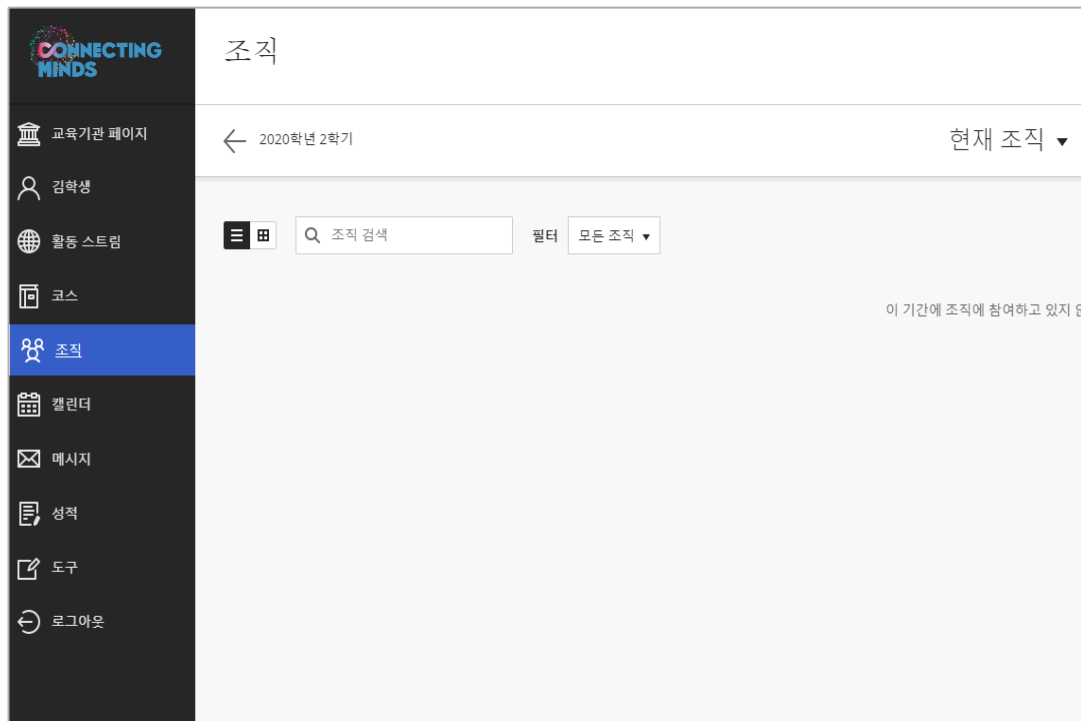 CONNECTING
MINDS
조직
교육기관 페이지
← 2020학년 2학기
현재 조직 ▼
김학생
활동 스트림
조직 검색
필터
모든 조직 ▼
코스
이 기간에 조직에 참여하고 있지
조직
캘린더
메시지
성적
도구
로그아웃